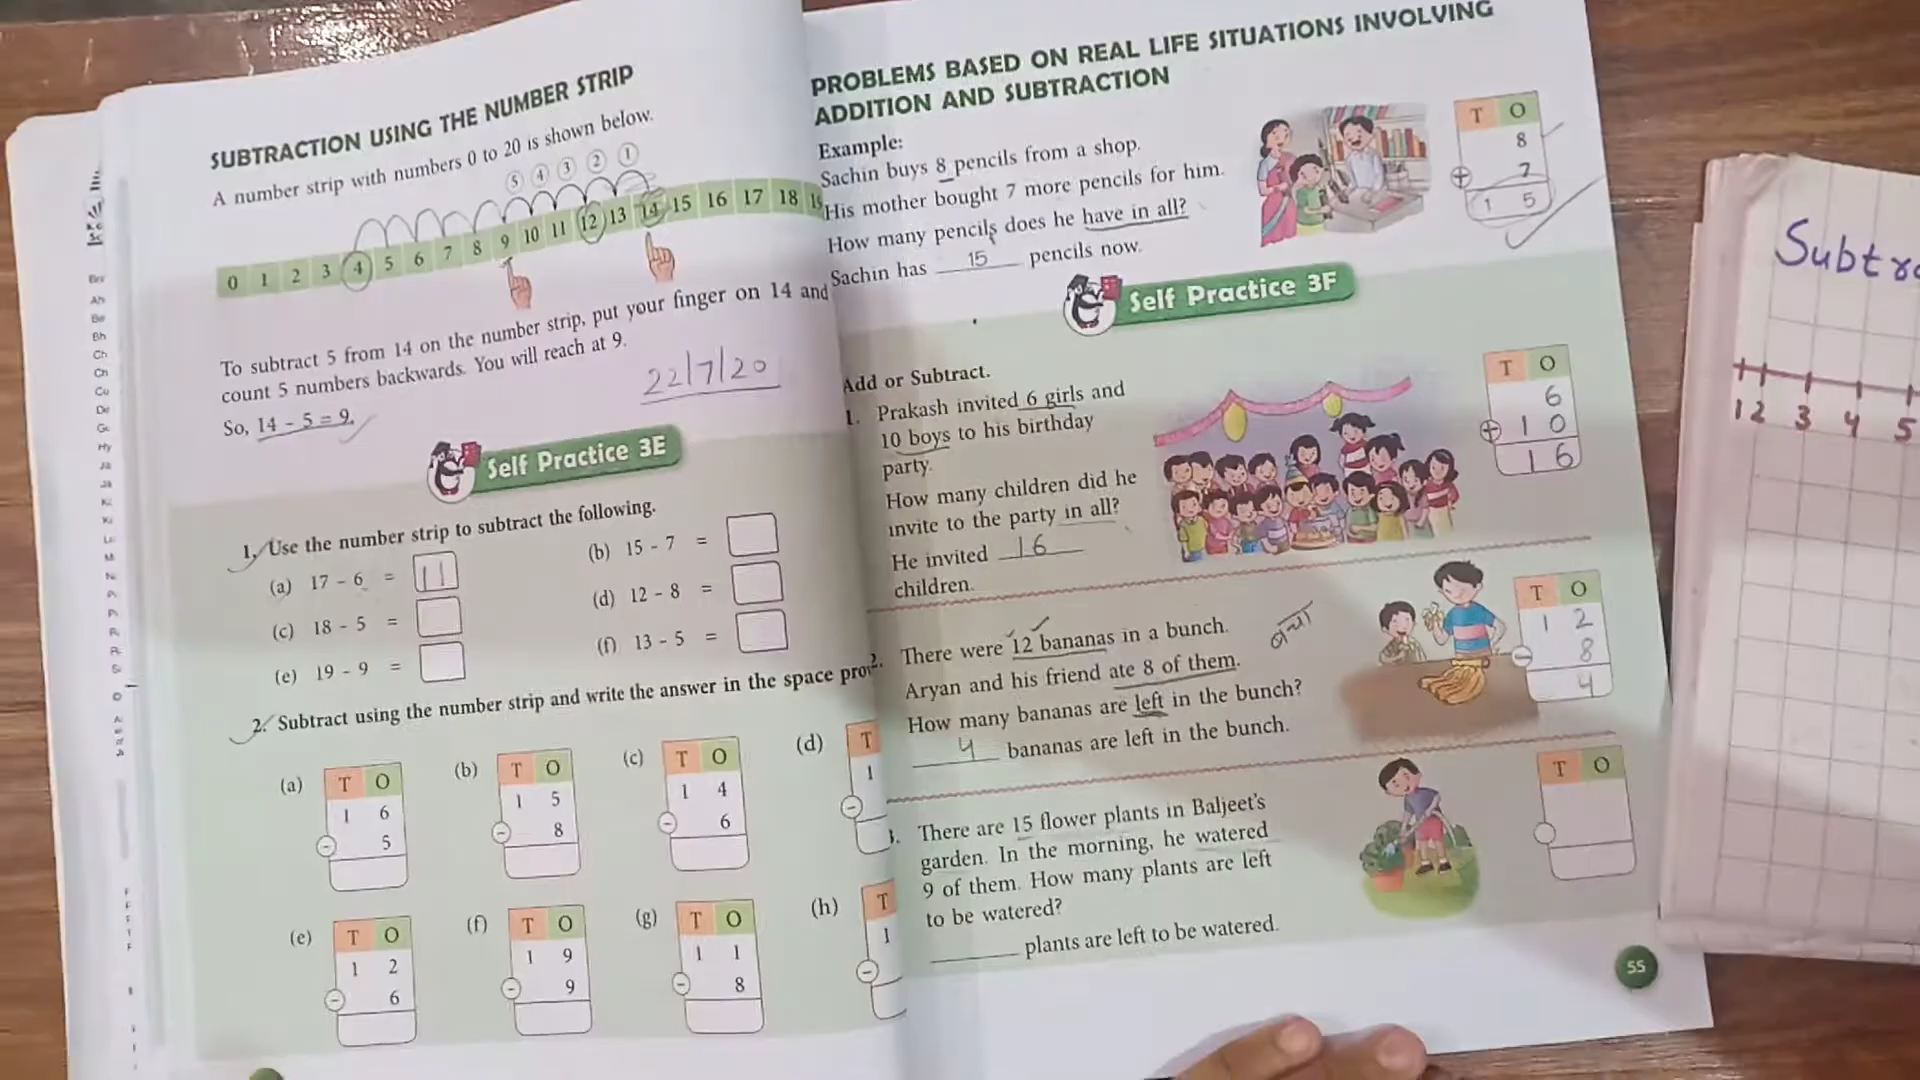 SUBTRACTION USING THE NUMBER STRIP
A number strip with numbers 0 to 20 is shown below.
5 4 3 2 1
0 1 2 3 4 5 6 7 8 9 10 11 12 13 14 15 16 17 18
To subtract 5 from 14 on the number strip, put your finger on 14 and
count 5 numbers backwards. You will reach at 9.
So, 14 - 5 = 9.
22/7/20
Self Practice 3E
1. Use the number strip to subtract the following.
(a) 17 - 6 = 11
(b) 15 - 7 =
(c) 18 - 5 =
(d) 12 - 8 =
(e) 19 - 9 =
(f) 13 - 5 =
2. Subtract using the number strip and write the answer in the space
(a) T O
1 6
- 5
(b) T O
1 5
- 8
(c) T O
1 4
- 6
(d) T
1
-
(e) T O
1 2
- 6
(f) T O
1 9
- 9
(g) T O
1 1
- 8
(h) T
1
-
PROBLEMS BASED ON REAL LIFE SITUATIONS INVOLVING
ADDITION AND SUBTRACTION
Example:
Sachin buys 8 pencils from a shop.
His mother bought 7 more pencils for him.
How many pencils does he have in all?
Sachin has 15 pencils now.
T O
8
+ 7
1 5
Self Practice 3F
Add or Subtract.
1. Prakash invited 6 girls and
10 boys to his birthday
party.
How many children did he
invite to the party in all?
He invited 16
children.
T O
6
+ 1 0
1 6
2. There were 12 bananas in a bunch.
Aryan and his friend ate 8 of them.
How many bananas are left in the bunch?
4 bananas are left in the bunch.
T O
1 2
- 8
4
There are 15 flower plants in Baljeet's
garden. In the morning, he watered
9 of them. How many plants are left
to be watered?
plants are left to be watered.
T O
55
1 2 3 4 5